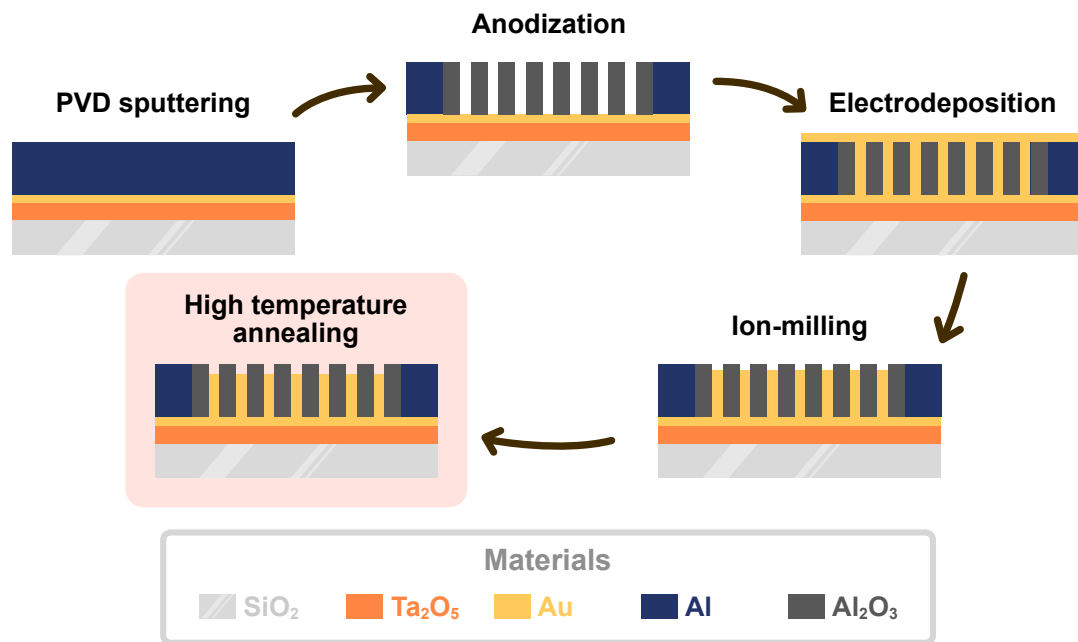 Anodization
PVD sputtering
Electrodeposition
High temperature
annealing
Ion-milling
Materials
SiO₂
Ta₂O₅
Au
Al
Al₂O₃